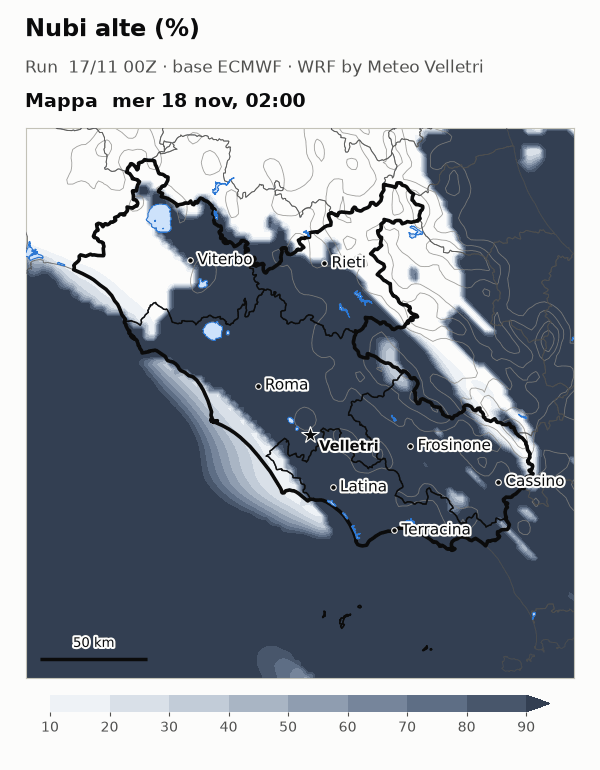 Nubi alte (%)
Run 17/11 00Z · base ECMWF · WRF by Meteo Velletri
Mappa mer 18 nov, 02:00
Viterbo
Rieti
Roma
Velletri
Frosinone
Latina
Cassino
Terracina
50 km
10 20 30 40 50 60 70 80 90